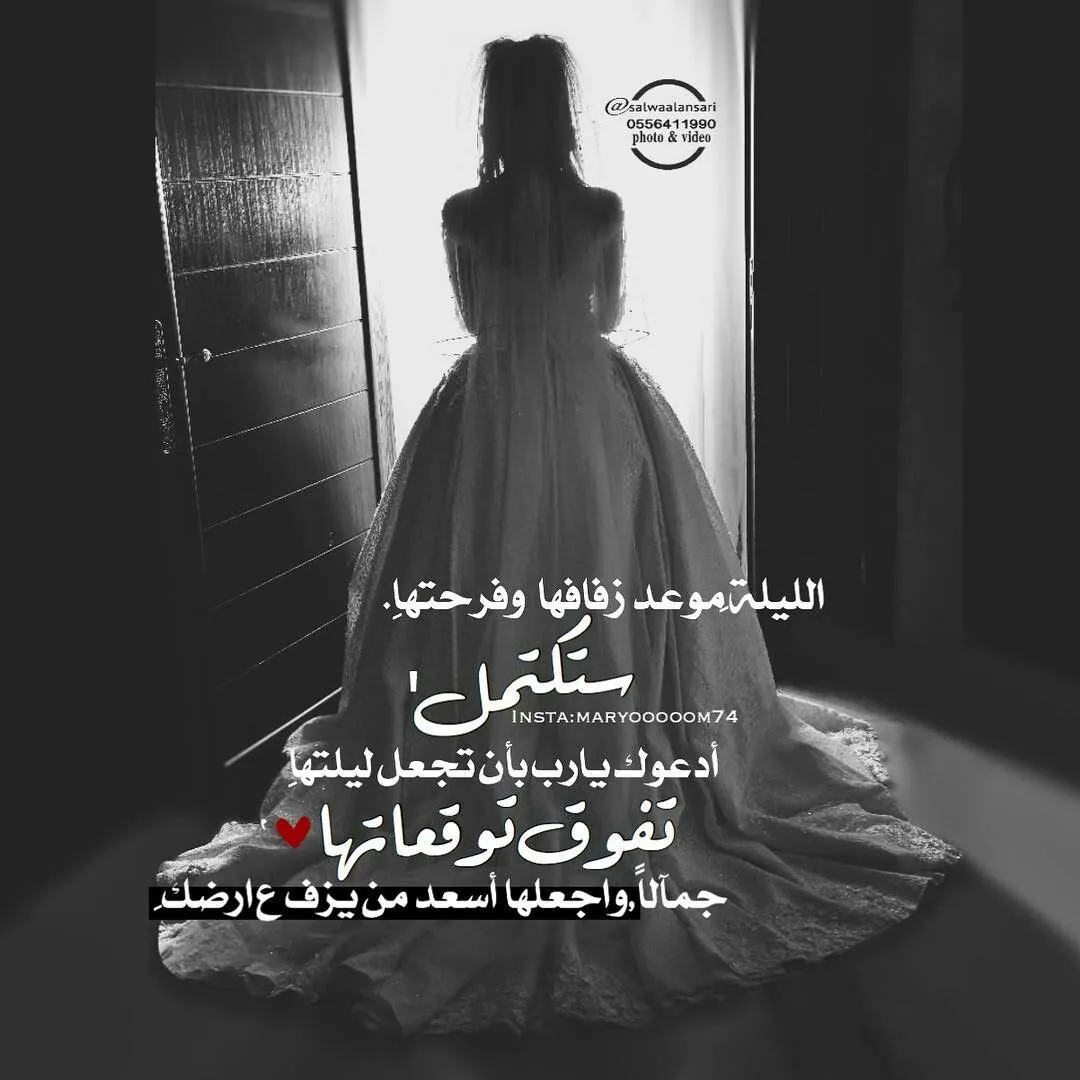 @salwaalansari
0556411990
photo & video
الليلة,ِموعد زفافها وفرحتهاِ.
ستكتمل'
INSTA:MARYOOOOOM74
أدعوك يارب بأن تجعل ليلتهاِ
تفوق توقعاتها ❤
جمآلاً,واجعلها أسعد من يزف ع ارضكِ